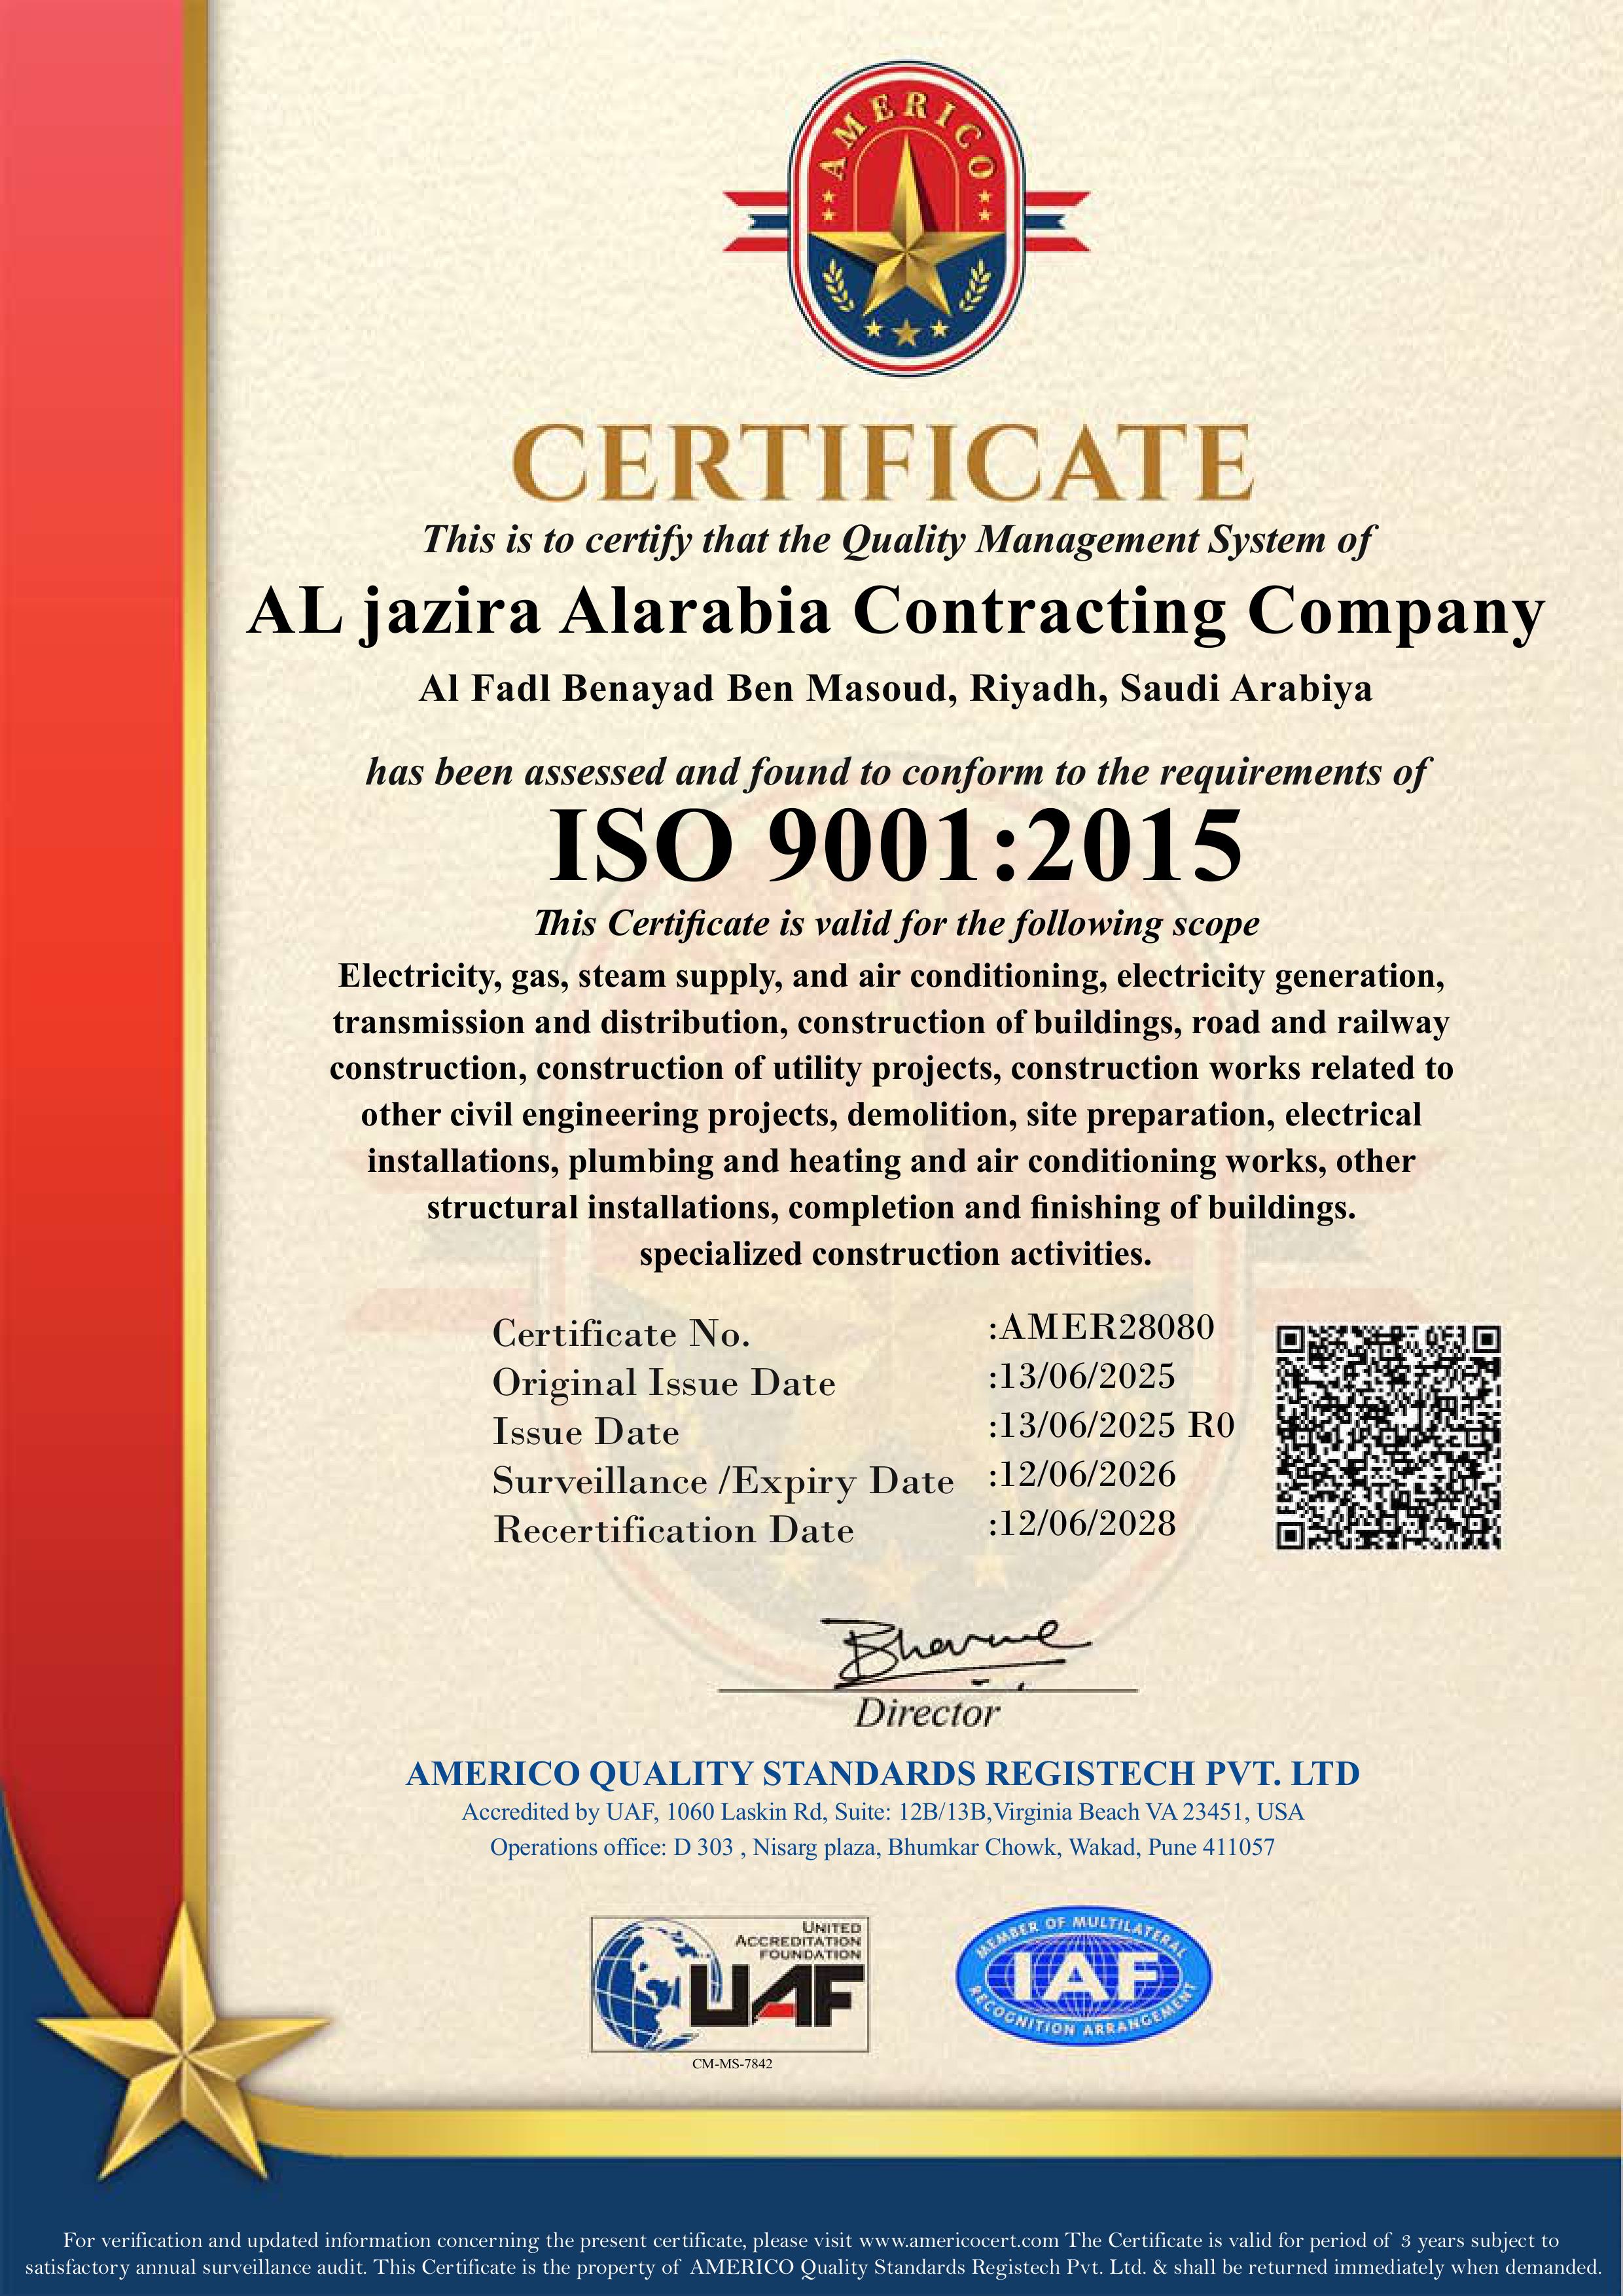 AMERICO
CERTIFICATE
This is to certify that the Quality Management System of
AL jazira Alarabia Contracting Company
Al Fadl Benayad Ben Masoud, Riyadh, Saudi Arabiya
has been assessed and found to conform to the requirements of
ISO 9001:2015
This Certificate is valid for the following scope
Electricity, gas, steam supply, and air conditioning, electricity generation,
transmission and distribution, construction of buildings, road and railway
construction, construction of utility projects, construction works related to
other civil engineering projects, demolition, site preparation, electrical
installations, plumbing and heating and air conditioning works, other
structural installations, completion and finishing of buildings.
specialized construction activities.
Certificate No. :AMER28080
Original Issue Date :13/06/2025
Issue Date :13/06/2025 R0
Surveillance /Expiry Date :12/06/2026
Recertification Date :12/06/2028
Director
AMERICO QUALITY STANDARDS REGISTECH PVT. LTD
Accredited by UAF, 1060 Laskin Rd, Suite: 12B/13B,Virginia Beach VA 23451, USA
Operations office: D 303 , Nisarg plaza, Bhumkar Chowk, Wakad, Pune 411057
UNITED
ACCREDITATION
FOUNDATION
UAF
CM-MS-7842
MEMBER OF MULTILATERAL
IAF
RECOGNITION ARRANGEMENT
For verification and updated information concerning the present certificate, please visit www.americocert.com The Certificate is valid for period of 3 years subject to
satisfactory annual surveillance audit. This Certificate is the property of AMERICO Quality Standards Registech Pvt. Ltd. & shall be returned immediately when demanded.